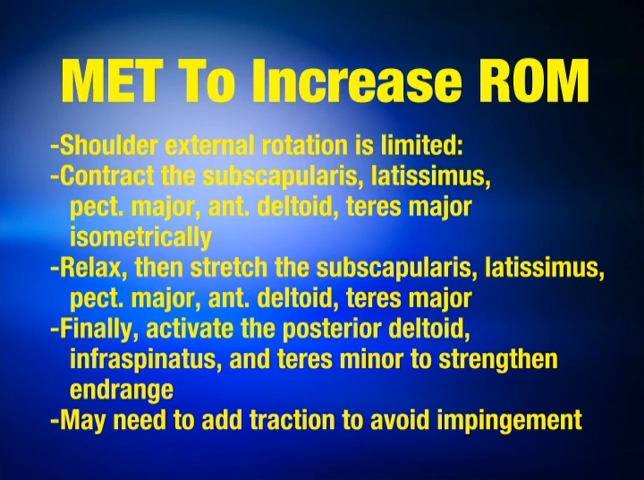 MET To Increase ROM
-Shoulder external rotation is limited:
-Contract the subscapularis, latissimus,
pect. major, ant. deltoid, teres major
isometrically
-Relax, then stretch the subscapularis, latissimus,
pect. major, ant. deltoid, teres major
-Finally, activate the posterior deltoid,
infraspinatus, and teres minor to strengthen
endrange
-May need to add traction to avoid impingement